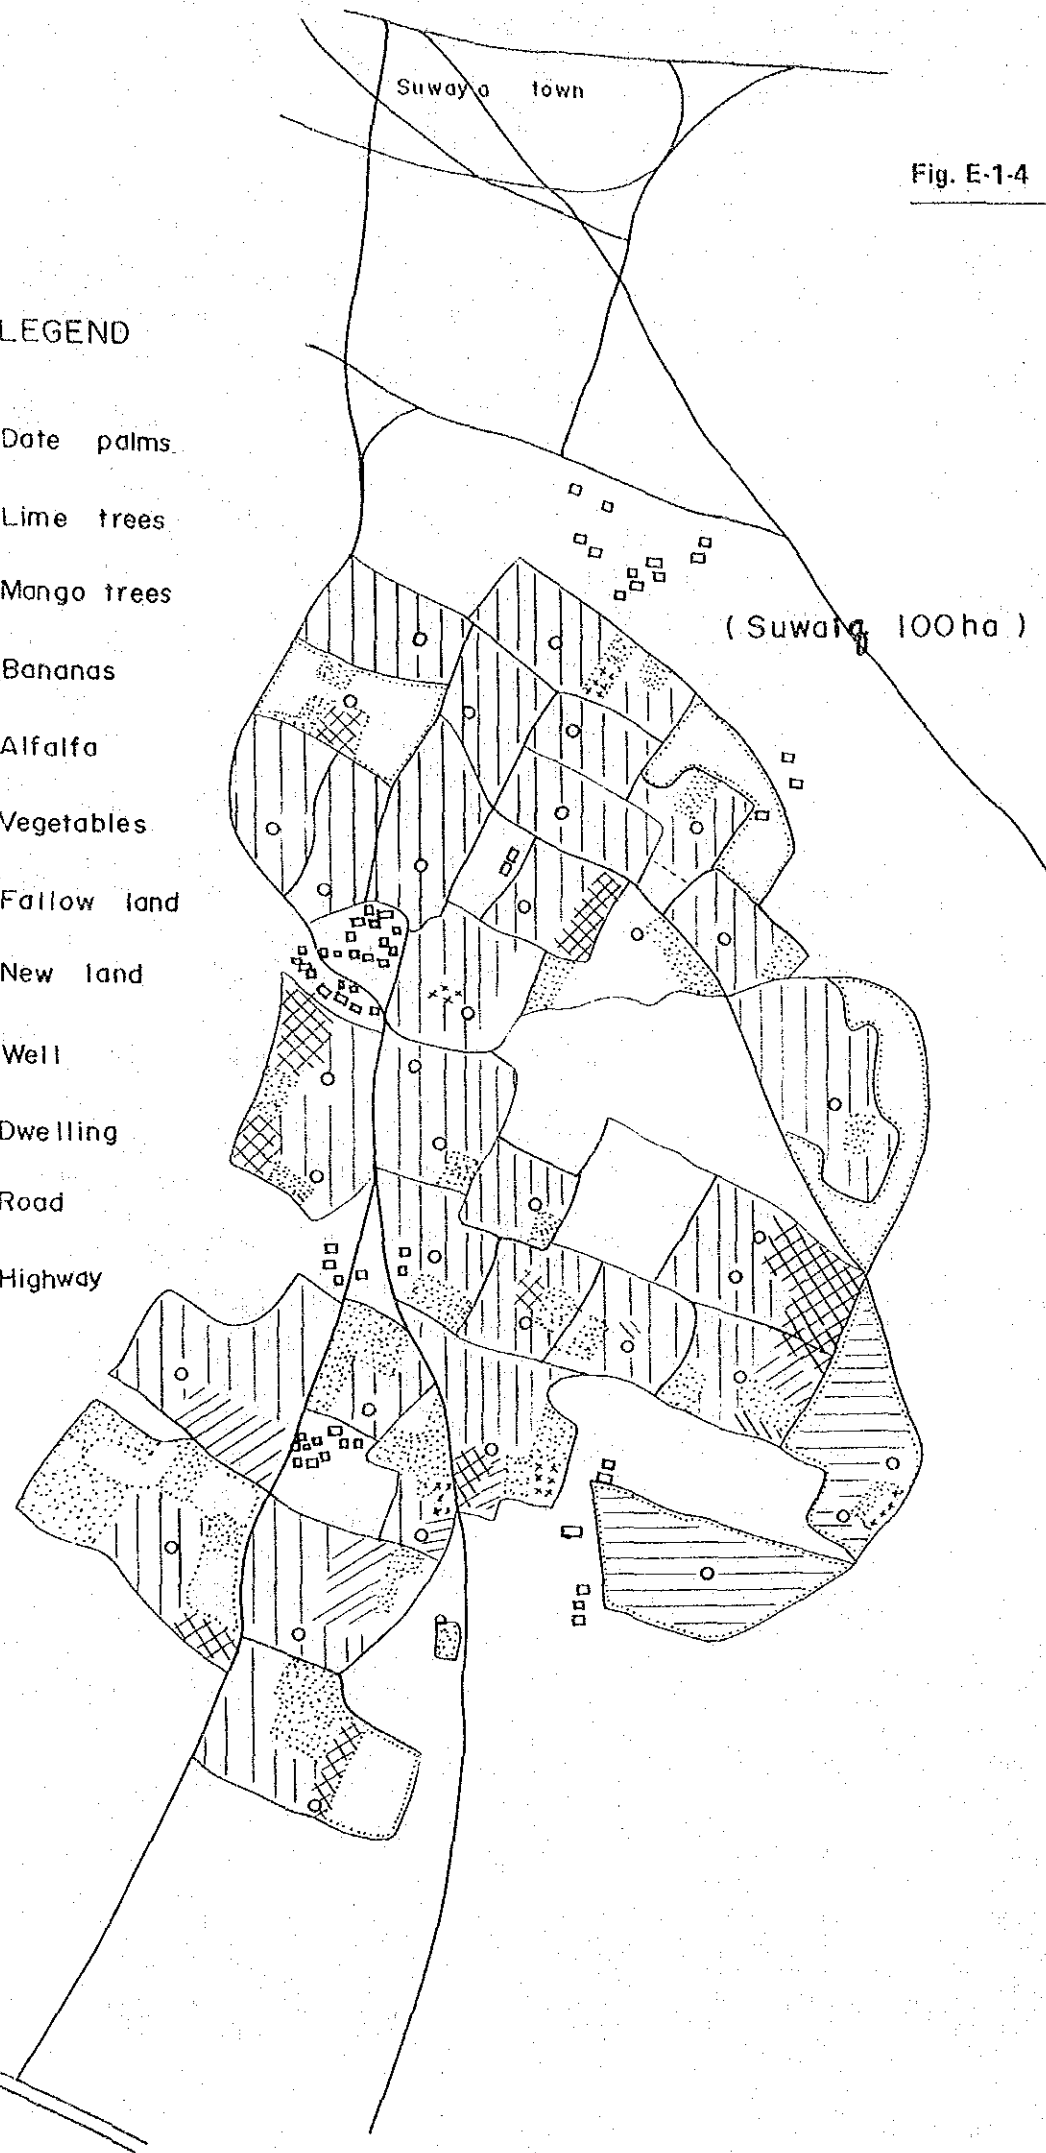 Suwaya town
Fig. E-1-4
LEGEND
Date palms
Lime trees
Mango trees
Bananas
Alfalfa
Vegetables
Fallow land
New land
Well
Dwelling
Road
Highway
(Suwaiq 100ha)